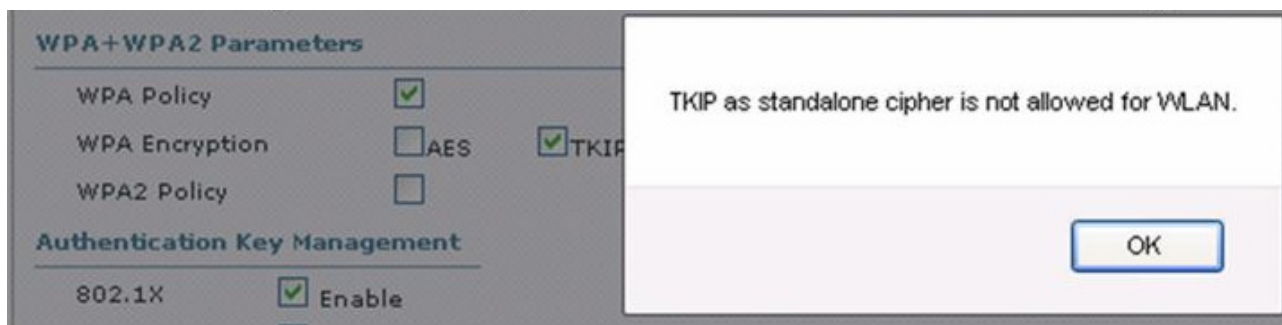 WPA+WPA2 Parameters
WPA Policy
WPA Encryption AES TKIP
WPA2 Policy
Authentication Key Management
802.1X Enable
TKIP as standalone cipher is not allowed for WLAN.
OK